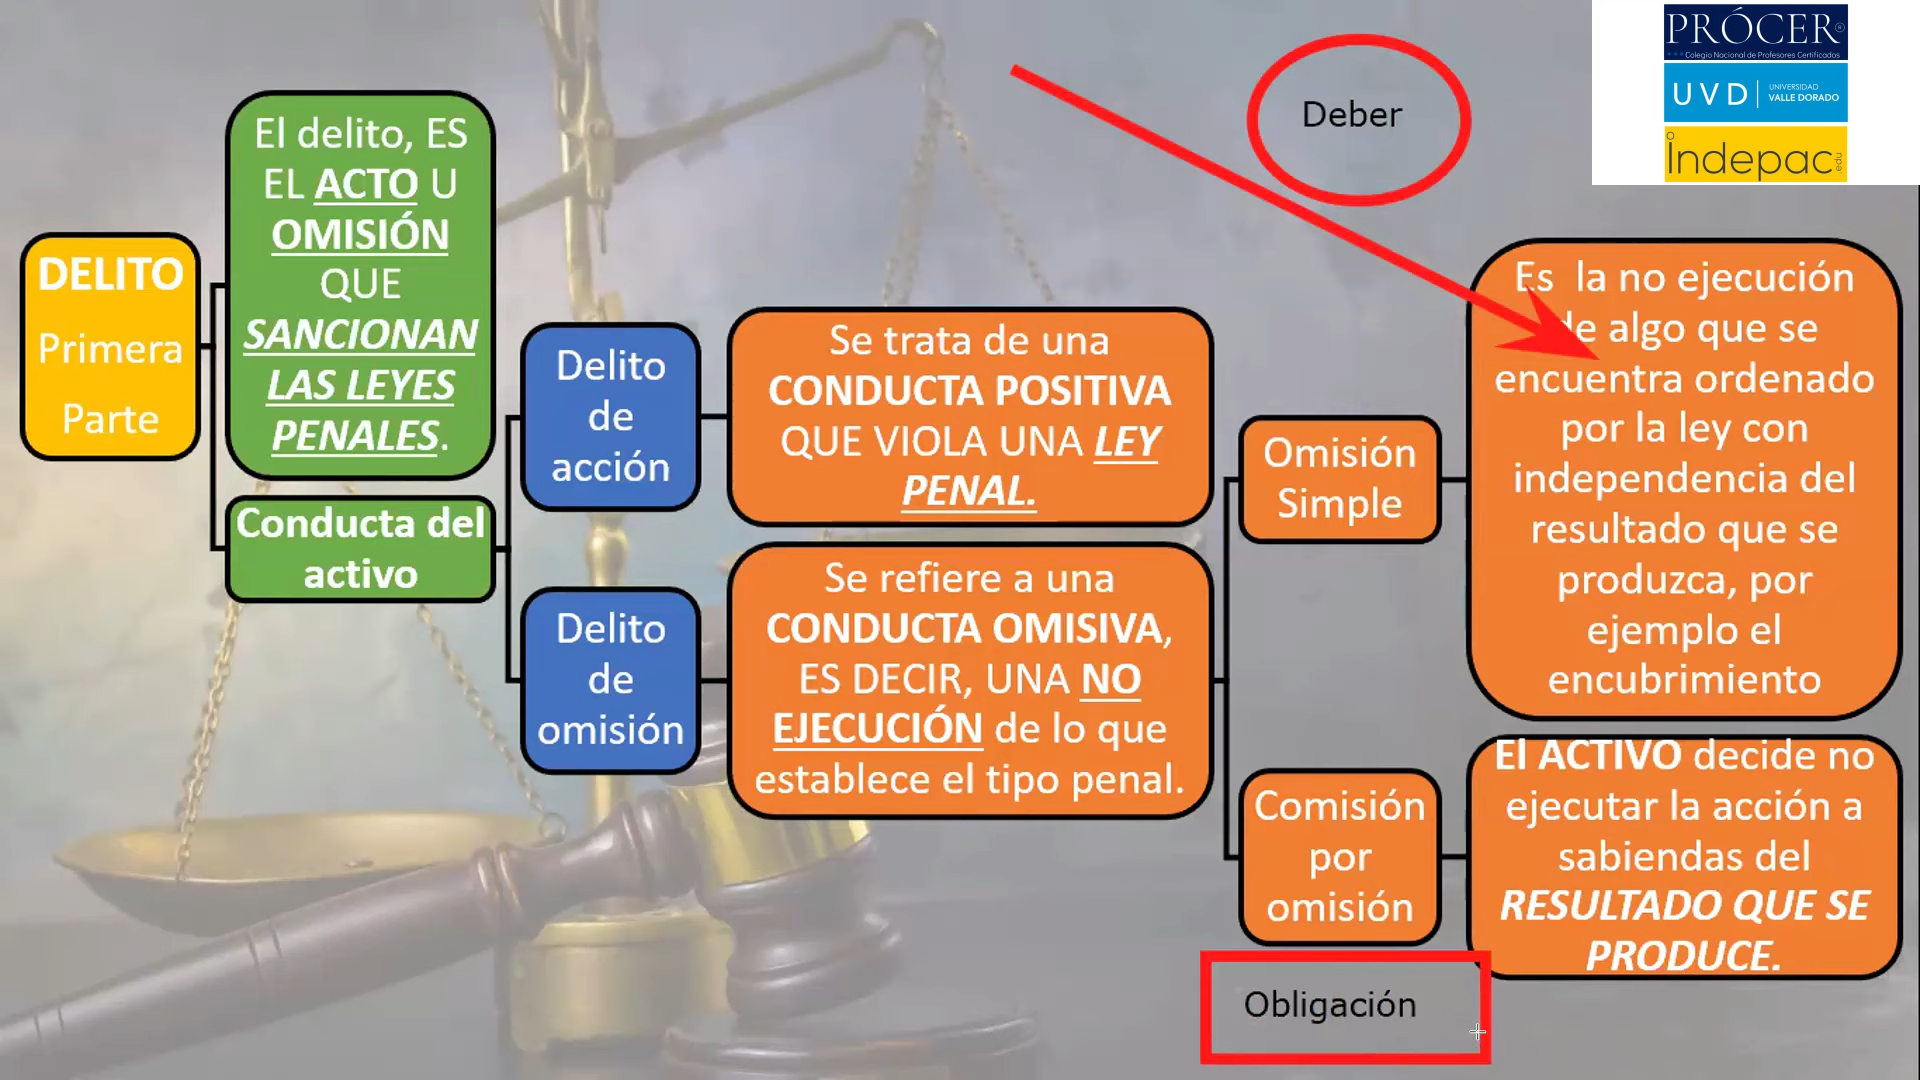 PRÓCER
Colegio Nacional de Profesores Certificados
UVD UNIVERSIDAD
VALLE DORADO
indepac.edu
Deber
DELITO
Primera
Parte
El delito, ES
EL ACTO U
OMISIÓN
QUE
SANCIONAN
LAS LEYES
PENALES.
Conducta del
activo
Delito
de
acción
Se trata de una
CONDUCTA POSITIVA
QUE VIOLA UNA LEY
PENAL.
Delito
de
omisión
Se refiere a una
CONDUCTA OMISIVA,
ES DECIR, UNA NO
EJECUCIÓN de lo que
establece el tipo penal.
Omisión
Simple
Es la no ejecución
de algo que se
encuentra ordenado
por la ley con
independencia del
resultado que se
produzca, por
ejemplo el
encubrimiento
Comisión
por
omisión
El ACTIVO decide no
ejecutar la acción a
sabiendas del
RESULTADO QUE SE
PRODUCE.
Obligación